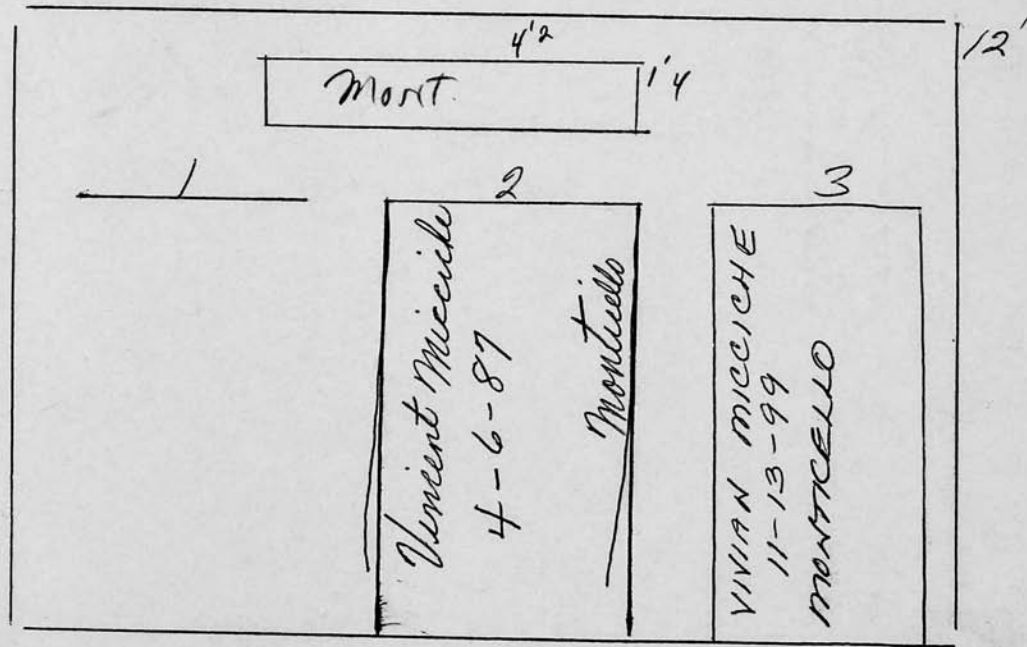 12'
4'2
Mont.
1'4
1
2
3
Vincent Micciche
4-6-87
Monticello
VIVIAN MICCICHE
11-13-99
MONTICELLO